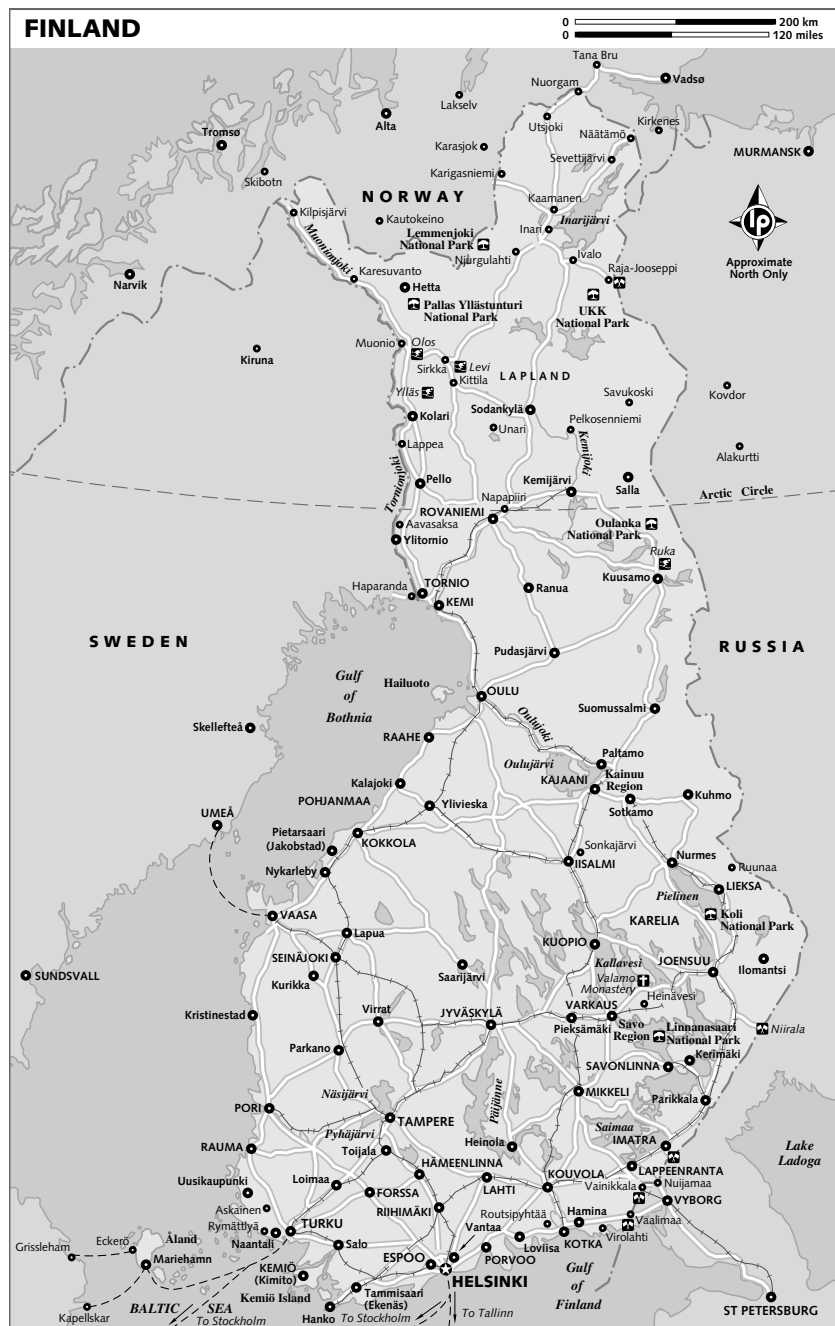 FINLAND
0
200 km
0
120 miles
Tana Bru
Vadsø
Nuorgam
Lakselv
Alta
Utsjoki
Kirkenes
Näätämö
Tromsø
Karasjok
Sevettijärvi
MURMANSK
Skibotn
Karigasniemi
NORWAY
Kaamanen
Kilpisjärvi
Kautokeino
Inarijärvi
Inari
Lemmenjoki
National Park
lp
Muonionjoki
Njurgulahti
Ivalo
Approximate
North Only
Narvik
Karesuvanto
Raja-Jooseppi
Hetta
Pallas Yllästunturi
National Park
UKK
National Park
Kiruna
Muonio
Olos
Sirkka
Levi
LAPLAND
Kittila
Ylläs
Savukoski
Kovdor
Sodankylä
Kolari
Unari
Pelkosenniemi
Lappea
Alakurtti
Kemijoki
Tornionjoki
Pello
Kemijärvi
Salla
Arctic Circle
Napapiiri
ROVANIEMI
Aavasaksa
Oulanka
National Park
Ylitornio
Ruka
Kuusamo
Haparanda
TORNIO
Ranua
KEMI
SWEDEN
RUSSIA
Pudasjärvi
Gulf
of
Bothnia
Hailuoto
OULU
Suomussalmi
Skellefteå
Oulujoki
RAAHE
Paltamo
Oulujärvi
Kalajoki
KAJAANI
Kainuu
Region
POHJANMAA
Ylivieska
Kuhmo
Sotkamo
UMEÅ
Pietarsaari
(Jakobstad)
KOKKOLA
Sonkajärvi
IISALMI
Nurmes
Ruunaa
Nykarleby
LIEKSA
Pielinen
VAASA
KARELIA
Koli
National Park
Lapua
KUOPIO
SEINÄJOKI
JOENSUU
Kallavesi
Ilomantsi
SUNDSVALL
Kurikka
Saarijärvi
Valamo
Monastery
Heinävesi
Kristinestad
Virrat
JYVÄSKYLÄ
VARKAUS
Pieksämäki
Savo
Region
Linnanasaari
National Park
Niirala
Parkano
Kerimäki
SAVONLINNA
Näsijärvi
Päijänne
MIKKELI
Parikkala
PORI
TAMPERE
Pyhäjärvi
Saimaa
Lake
Ladoga
RAUMA
Toijala
Heinola
IMATRA
HÄMEENLINNA
KOUVOLA
LAPPEENRANTA
Uusikaupunki
Loimaa
FORSSA
LAHTI
Vainikkala
Nuijamaa
VYBORG
Askainen
RIIHIMÄKI
Routsipyhtää
Hamina
Rymättlyä
Vaalimaa
TURKU
Vantaa
Virolahti
Åland
Eckerö
Naantali
Salo
Loviisa
KOTKA
Grissleham
ESPOO
PORVOO
Mariehamn
KEMIÖ
(Kimito)
HELSINKI
Gulf
of
Finland
Kemiö Island
Tammisaari
(Ekenäs)
Kapellskar
BALTIC SEA
Hanko
To Stockholm
To Stockholm
To Tallinn
ST PETERSBURG